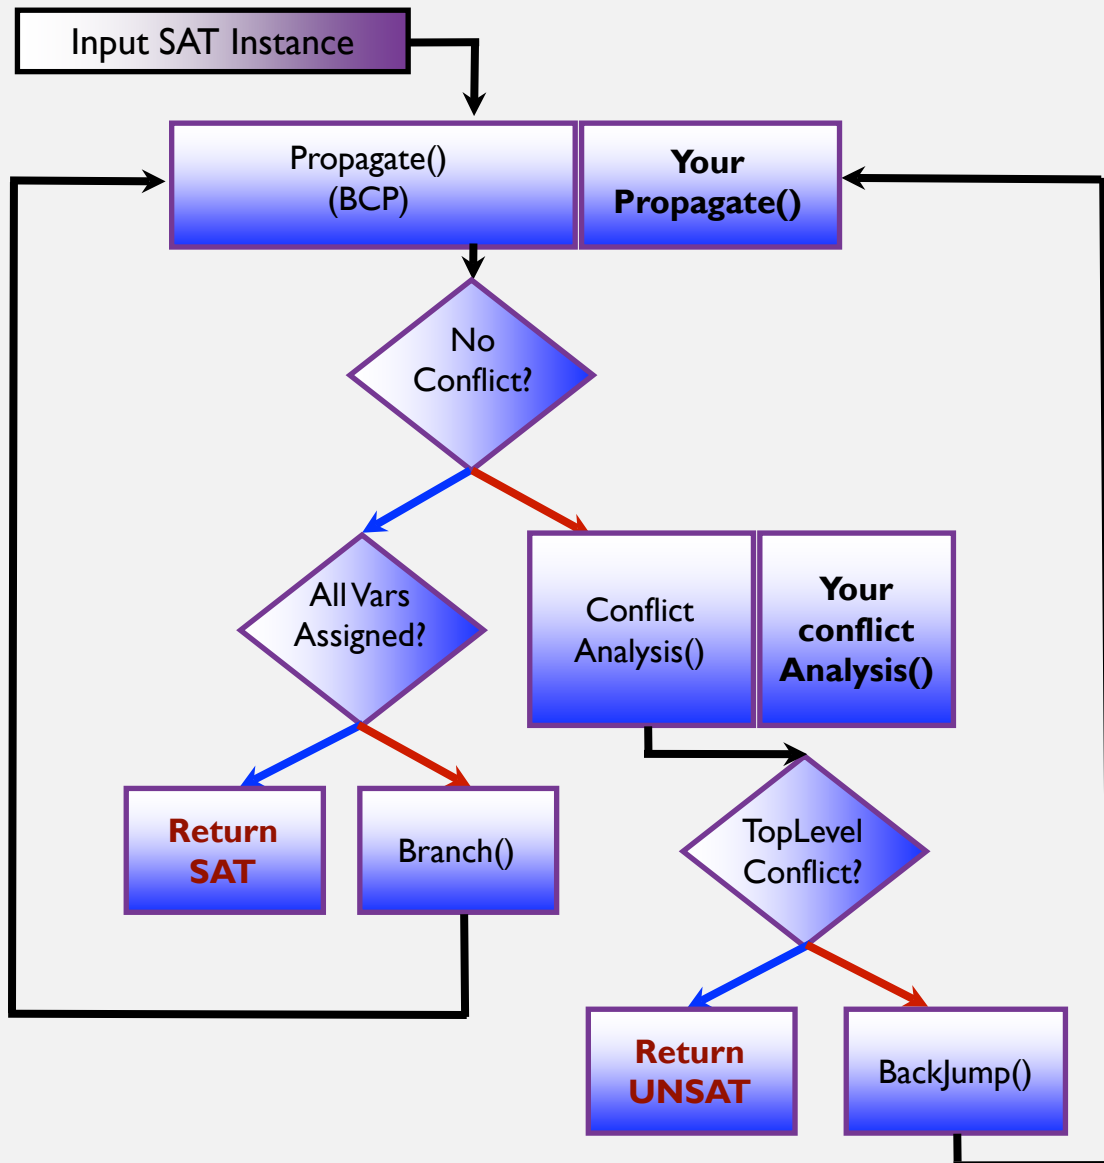 Input SAT Instance
Propagate()
(BCP)
Your
Propagate()
No
Conflict?
All Vars
Assigned?
Conflict
Analysis()
Your
conflict
Analysis()
Return
SAT
Branch()
TopLevel
Conflict?
Return
UNSAT
BackJump()